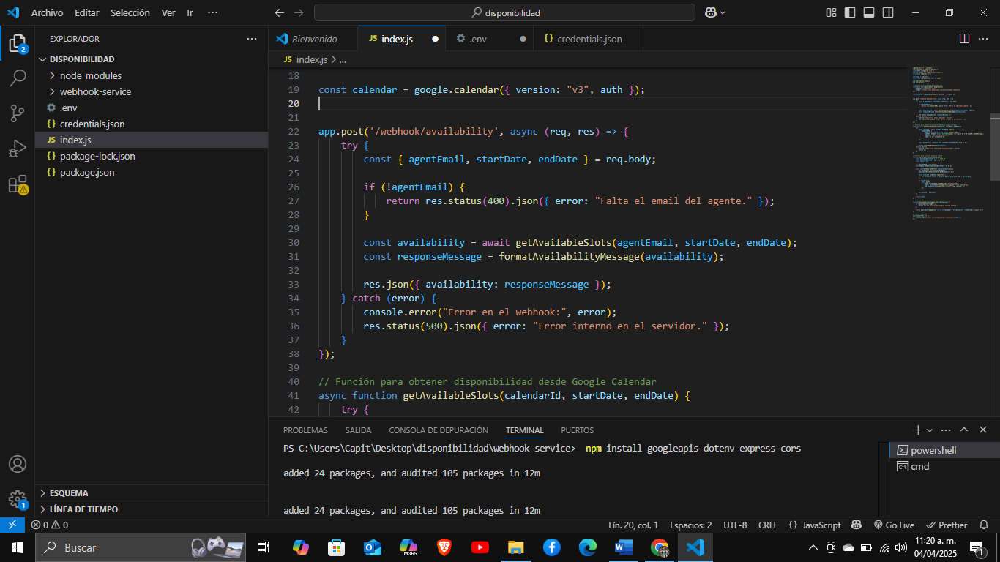 Archivo Editar Selección Ver Ir ···
disponibilidad
EXPLORADOR
DISPONIBILIDAD
node_modules
webhook-service
.env
{} credentials.json
JS index.js
{} package-lock.json
{} package.json
ESQUEMA
LÍNEA DE TIEMPO
2
1
Bienvenido
JS index.js
.env
{} credentials.json
JS index.js > ...
18
19 const calendar = google.calendar({ version: "v3", auth });
20
21
22 app.post('/webhook/availability', async (req, res) => {
23 try {
24 const { agentEmail, startDate, endDate } = req.body;
25
26 if (!agentEmail) {
27 return res.status(400).json({ error: "Falta el email del agente." });
28 }
29
30 const availability = await getAvailableSlots(agentEmail, startDate, endDate);
31 const responseMessage = formatAvailabilityMessage(availability);
32
33 res.json({ availability: responseMessage });
34 } catch (error) {
35 console.error("Error en el webhook:", error);
36 res.status(500).json({ error: "Error interno en el servidor." });
37 }
38 });
39
40 // Función para obtener disponibilidad desde Google Calendar
41 async function getAvailableSlots(calendarId, startDate, endDate) {
42 try {
PROBLEMAS SALIDA CONSOLA DE DEPURACIÓN TERMINAL PUERTOS
PS C:\Users\Capit\Desktop\disponibilidad\webhook-service> npm install googleapis dotenv express cors
added 24 packages, and audited 105 packages in 12m
added 24 packages, and audited 105 packages in 12m
powershell
cmd
0 0
Lín. 20, col. 1 Espacios: 2 UTF-8 CRLF {} JavaScript Go Live Prettier
Buscar
M365
11:20 a. m.
04/04/2025
1